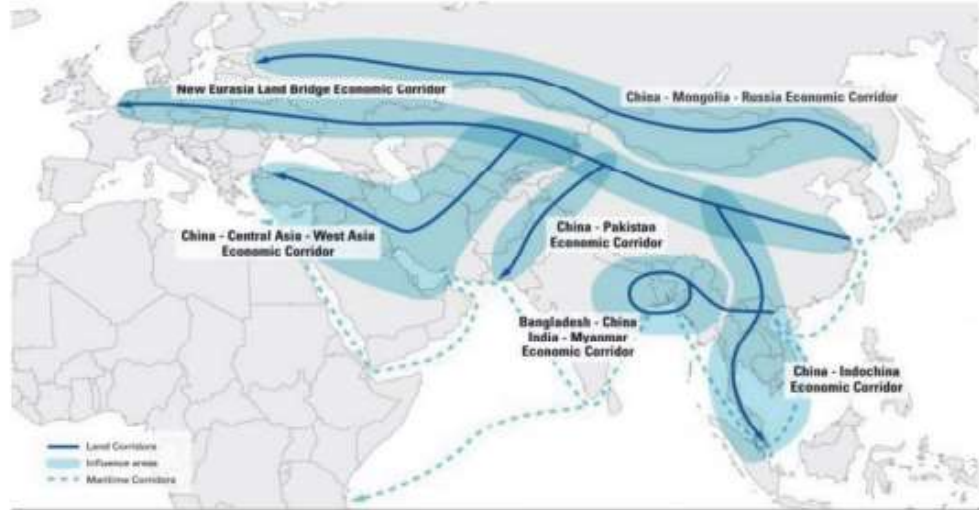 New Eurasia Land Bridge Economic Corridor
China - Mongolia - Russia Economic Corridor
China - Central Asia - West Asia
Economic Corridor
China - Pakistan
Economic Corridor
Bangladesh - China
India - Myanmar
Economic Corridor
China - Indochina
Economic Corridor
Land Corridors
Influence areas
Maritime Corridors